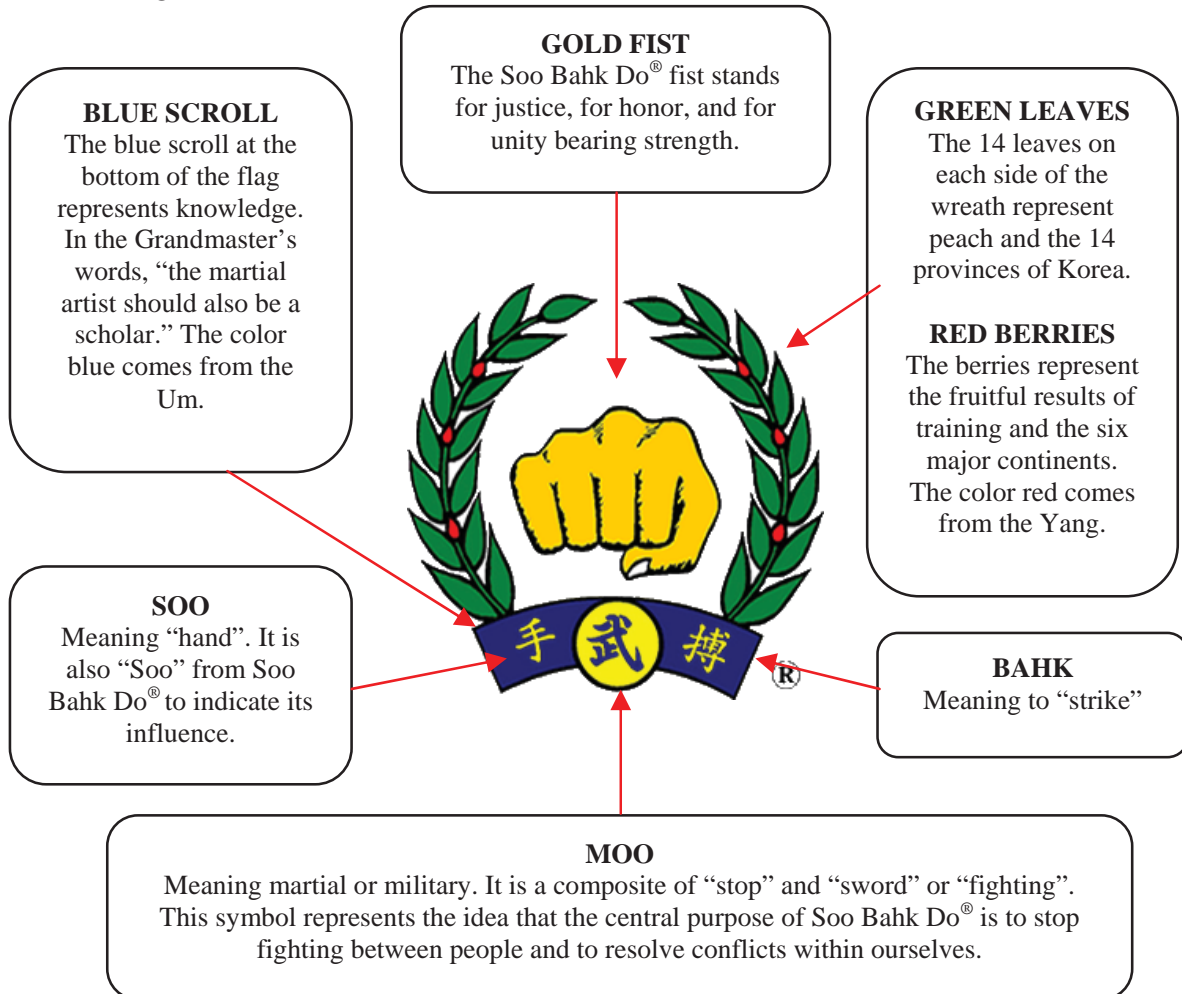 GOLD FIST
The Soo Bahk Do® fist stands
for justice, for honor, and for
unity bearing strength.
BLUE SCROLL
The blue scroll at the
bottom of the flag
represents knowledge.
In the Grandmaster’s
words, “the martial
artist should also be a
scholar.” The color
blue comes from the
Um.
GREEN LEAVES
The 14 leaves on
each side of the
wreath represent
peach and the 14
provinces of Korea.
RED BERRIES
The berries represent
the fruitful results of
training and the six
major continents.
The color red comes
from the Yang.
手 武 搏
®
SOO
Meaning “hand”. It is
also “Soo” from Soo
Bahk Do® to indicate its
influence.
BAHK
Meaning to “strike”
MOO
Meaning martial or military. It is a composite of “stop” and “sword” or “fighting”.
This symbol represents the idea that the central purpose of Soo Bahk Do® is to stop
fighting between people and to resolve conflicts within ourselves.